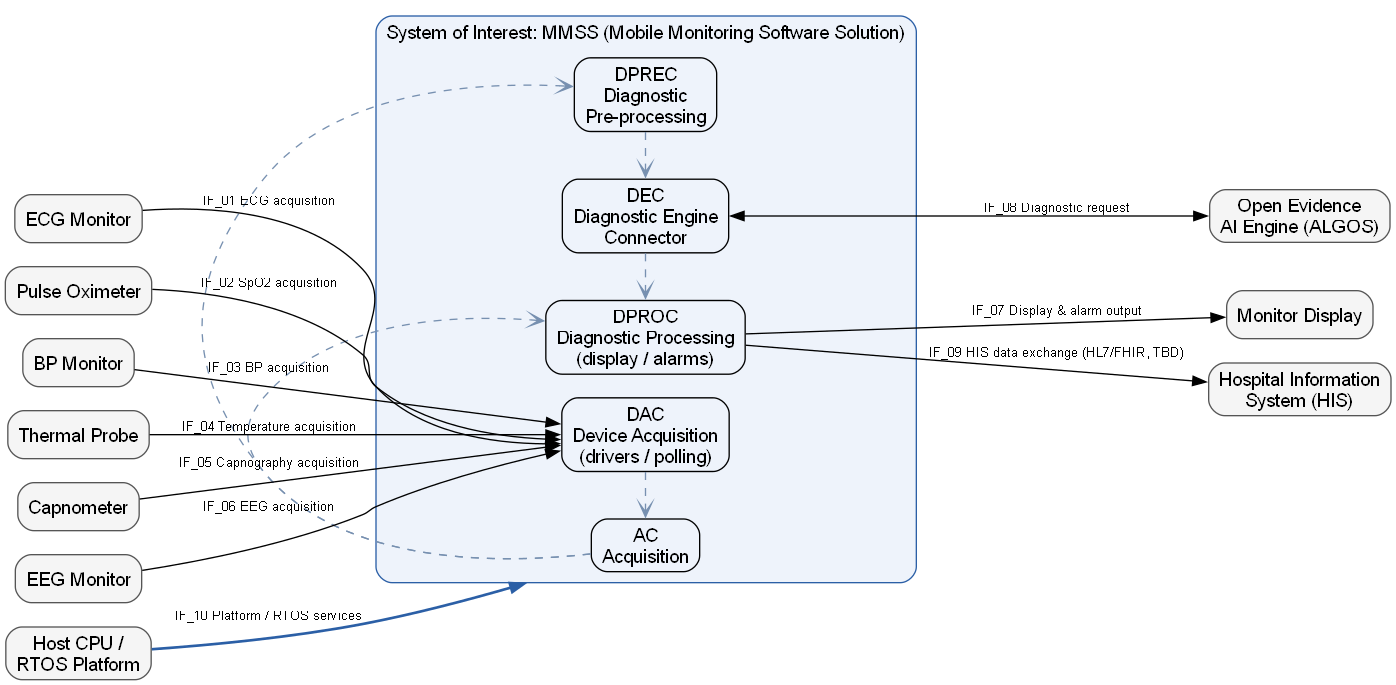 System of Interest: MMSS (Mobile Monitoring Software Solution)
DPREC
Diagnostic
Pre-processing
DEC
Diagnostic Engine
Connector
DPROC
Diagnostic Processing
(display / alarms)
DAC
Device Acquisition
(drivers / polling)
AC
Acquisition
ECG Monitor
IF_01 ECG acquisition
Pulse Oximeter
IF_02 SpO2 acquisition
BP Monitor
IF_03 BP acquisition
Thermal Probe
IF_04 Temperature acquisition
Capnometer
IF_05 Capnography acquisition
EEG Monitor
IF_06 EEG acquisition
Host CPU /
RTOS Platform
IF_10 Platform / RTOS services
IF_08 Diagnostic request
Open Evidence
AI Engine (ALGOS)
IF_07 Display & alarm output
Monitor Display
IF_09 HIS data exchange (HL7/FHIR, TBD)
Hospital Information
System (HIS)